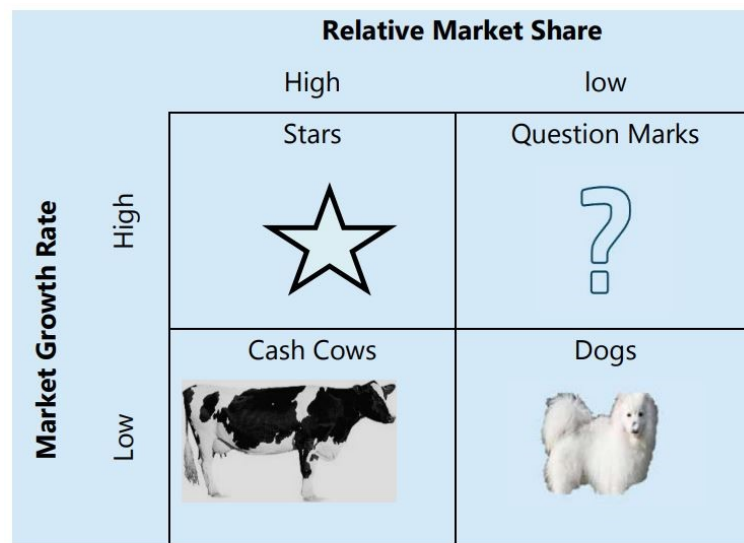 Relative Market Share
High
low
Market Growth Rate
High
Stars
Question Marks
?
Low
Cash Cows
Dogs